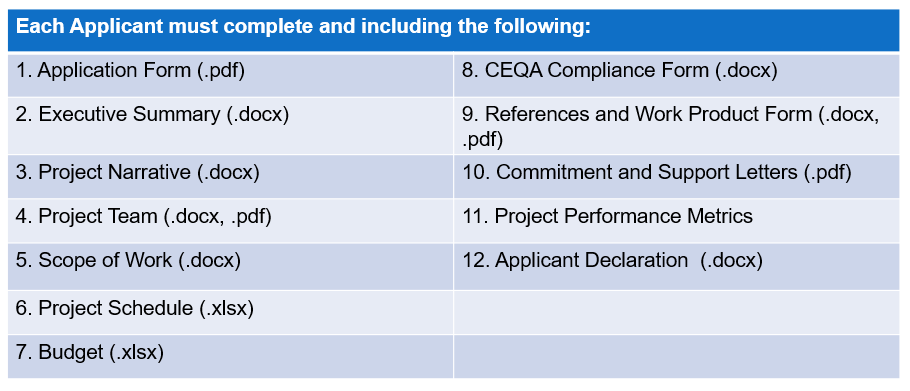 Each Applicant must complete and including the following:
1. Application Form (.pdf)
2. Executive Summary (.docx)
3. Project Narrative (.docx)
4. Project Team (.docx, .pdf)
5. Scope of Work (.docx)
6. Project Schedule (.xlsx)
7. Budget (.xlsx)
8. CEQA Compliance Form (.docx)
9. References and Work Product Form (.docx,
.pdf)
10. Commitment and Support Letters (.pdf)
11. Project Performance Metrics
12. Applicant Declaration  (.docx)